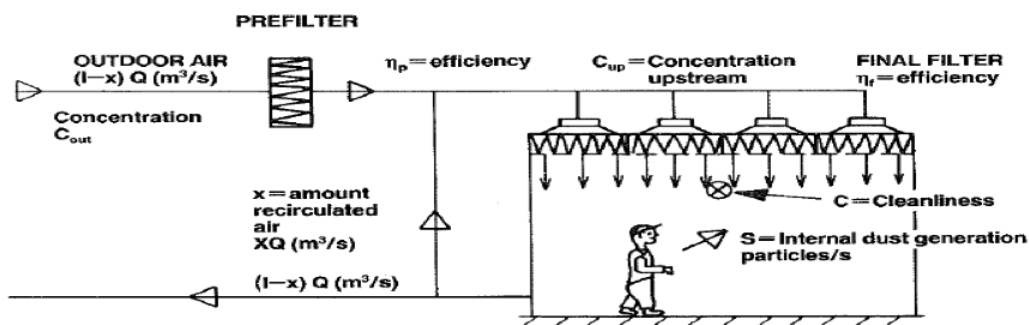 PREFILTER
OUTDOOR AIR
(I−x) Q (m³/s)
Concentration
Cout
ηp=efficiency
Cup=Concentration
upstream
FINAL FILTER
ηr=efficiency
x=amount
recirculated
air
XQ (m³/s)
(I−x) Q (m³/s)
C=Cleanliness
S=Internal dust generation
particles/s